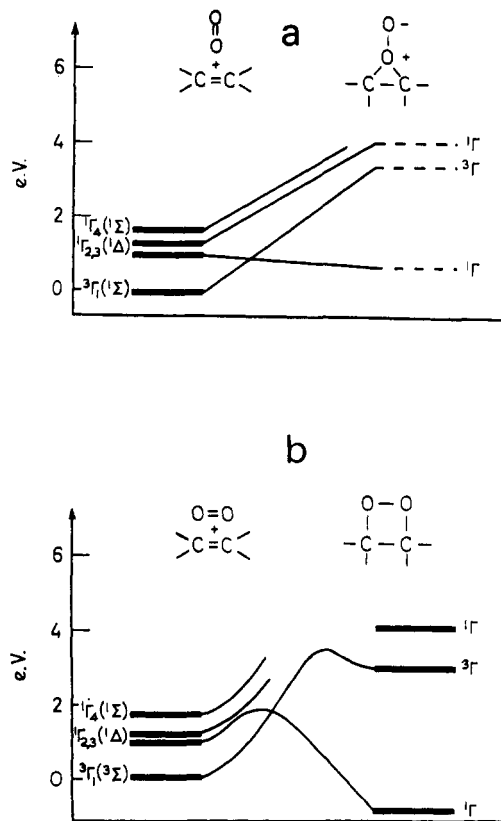 a
O
O
+
C=C
O−
O
+
C C
6
4
2
0
e.V.
¹Γ₄(¹Σ)
¹Γ₂,₃(¹Δ)
³Γ₁(¹Σ)
¹Γ
³Γ
¹Γ
b
O=O
+
C=C
O−O
C−C
6
4
2
0
e.V.
¹Γ₄(¹Σ)
¹Γ₂,₃(¹Δ)
³Γ₁(³Σ)
¹Γ
³Γ
¹Γ